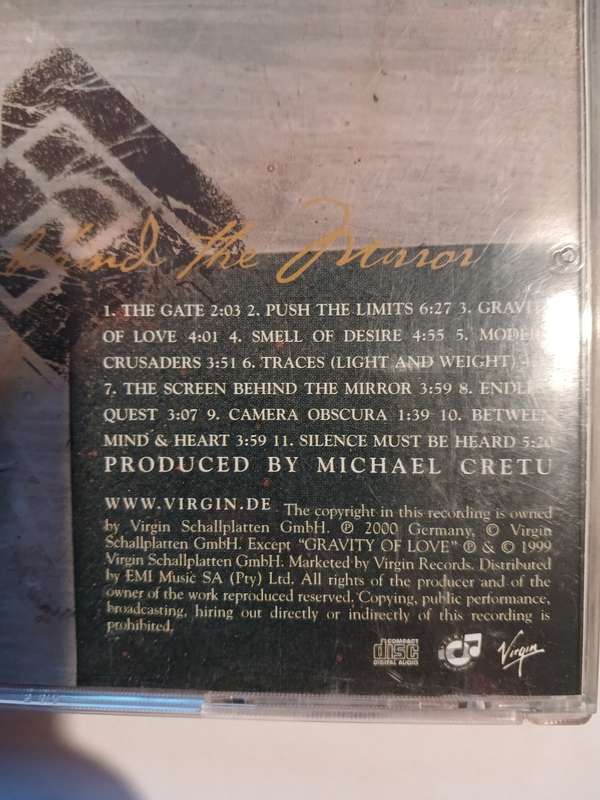 the Mirror
1. THE GATE 2:03 2. PUSH THE LIMITS 6:27 3.
OF LOVE 4:01 4. SMELL OF DESIRE 4:55 5.
CRUSADERS 3:51 6. TRACES (LIGHT AND WEIGHT)
7. THE SCREEN BEHIND THE MIRROR 3:59 8.
QUEST 3:07 9. CAMERA OBSCURA 1:39 10. BETWEEN
MIND & HEART 3:59 11. SILENCE MUST BE HEARD 5:20
PRODUCED BY MICHAEL CRETU
WWW.VIRGIN.DE The copyright in this recording is owned
by Virgin Schallplatten GmbH. ℗ 2000 Germany, © Virgin
Schallplatten GmbH. Except "GRAVITY OF LOVE" ℗ & © 1999
Virgin Schallplatten GmbH. Marketed by Virgin Records. Distributed
by EMI Music SA (Pty) Ltd. All rights of the producer and of the
owner of the work reproduced reserved. Copying, public performance,
broadcasting, hiring out directly or indirectly of this recording is
prohibited.
COMPACT
disc
DIGITAL AUDIO
Virgin